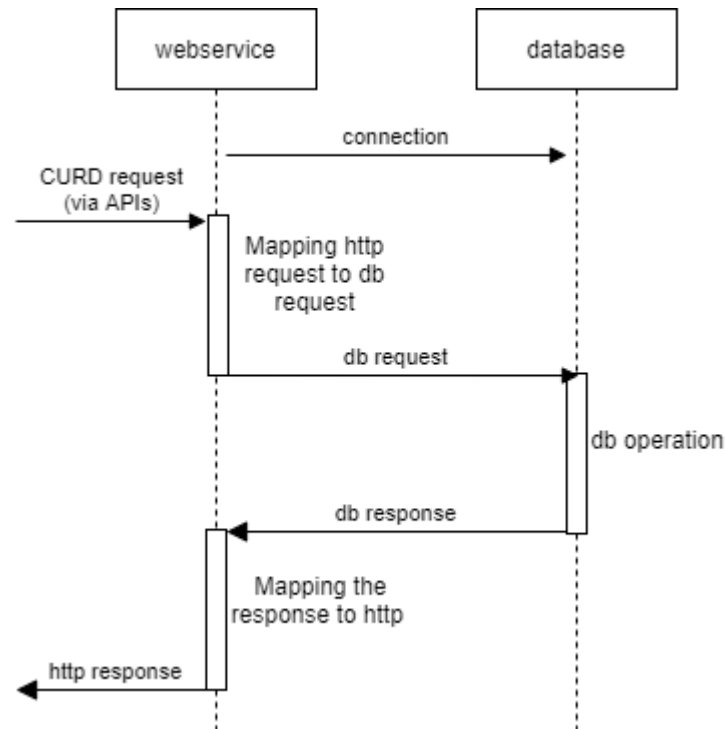 webservice
database
connection
CURD request
(via APIs)
Mapping http
request to db
request
db request
db operation
db response
Mapping the
response to http
http response